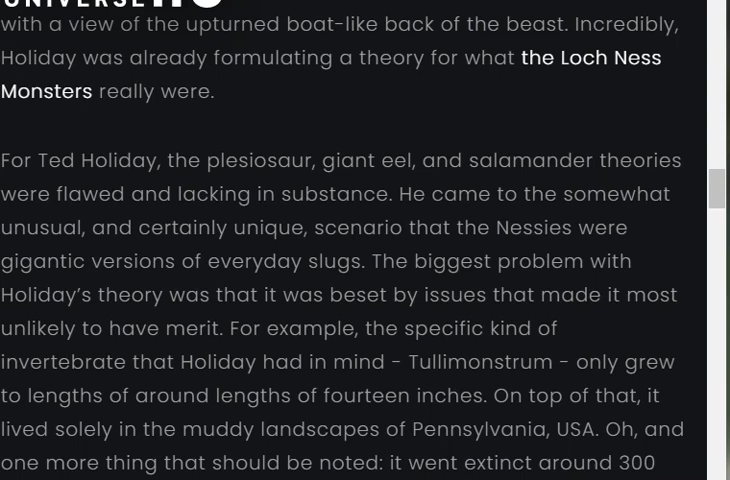 UNIVERSE
with a view of the upturned boat-like back of the beast. Incredibly,
Holiday was already formulating a theory for what the Loch Ness
Monsters really were.
For Ted Holiday, the plesiosaur, giant eel, and salamander theories
were flawed and lacking in substance. He came to the somewhat
unusual, and certainly unique, scenario that the Nessies were
gigantic versions of everyday slugs. The biggest problem with
Holiday’s theory was that it was beset by issues that made it most
unlikely to have merit. For example, the specific kind of
invertebrate that Holiday had in mind – Tullimonstrum – only grew
to lengths of around lengths of fourteen inches. On top of that, it
lived solely in the muddy landscapes of Pennsylvania, USA. Oh, and
one more thing that should be noted: it went extinct around 300